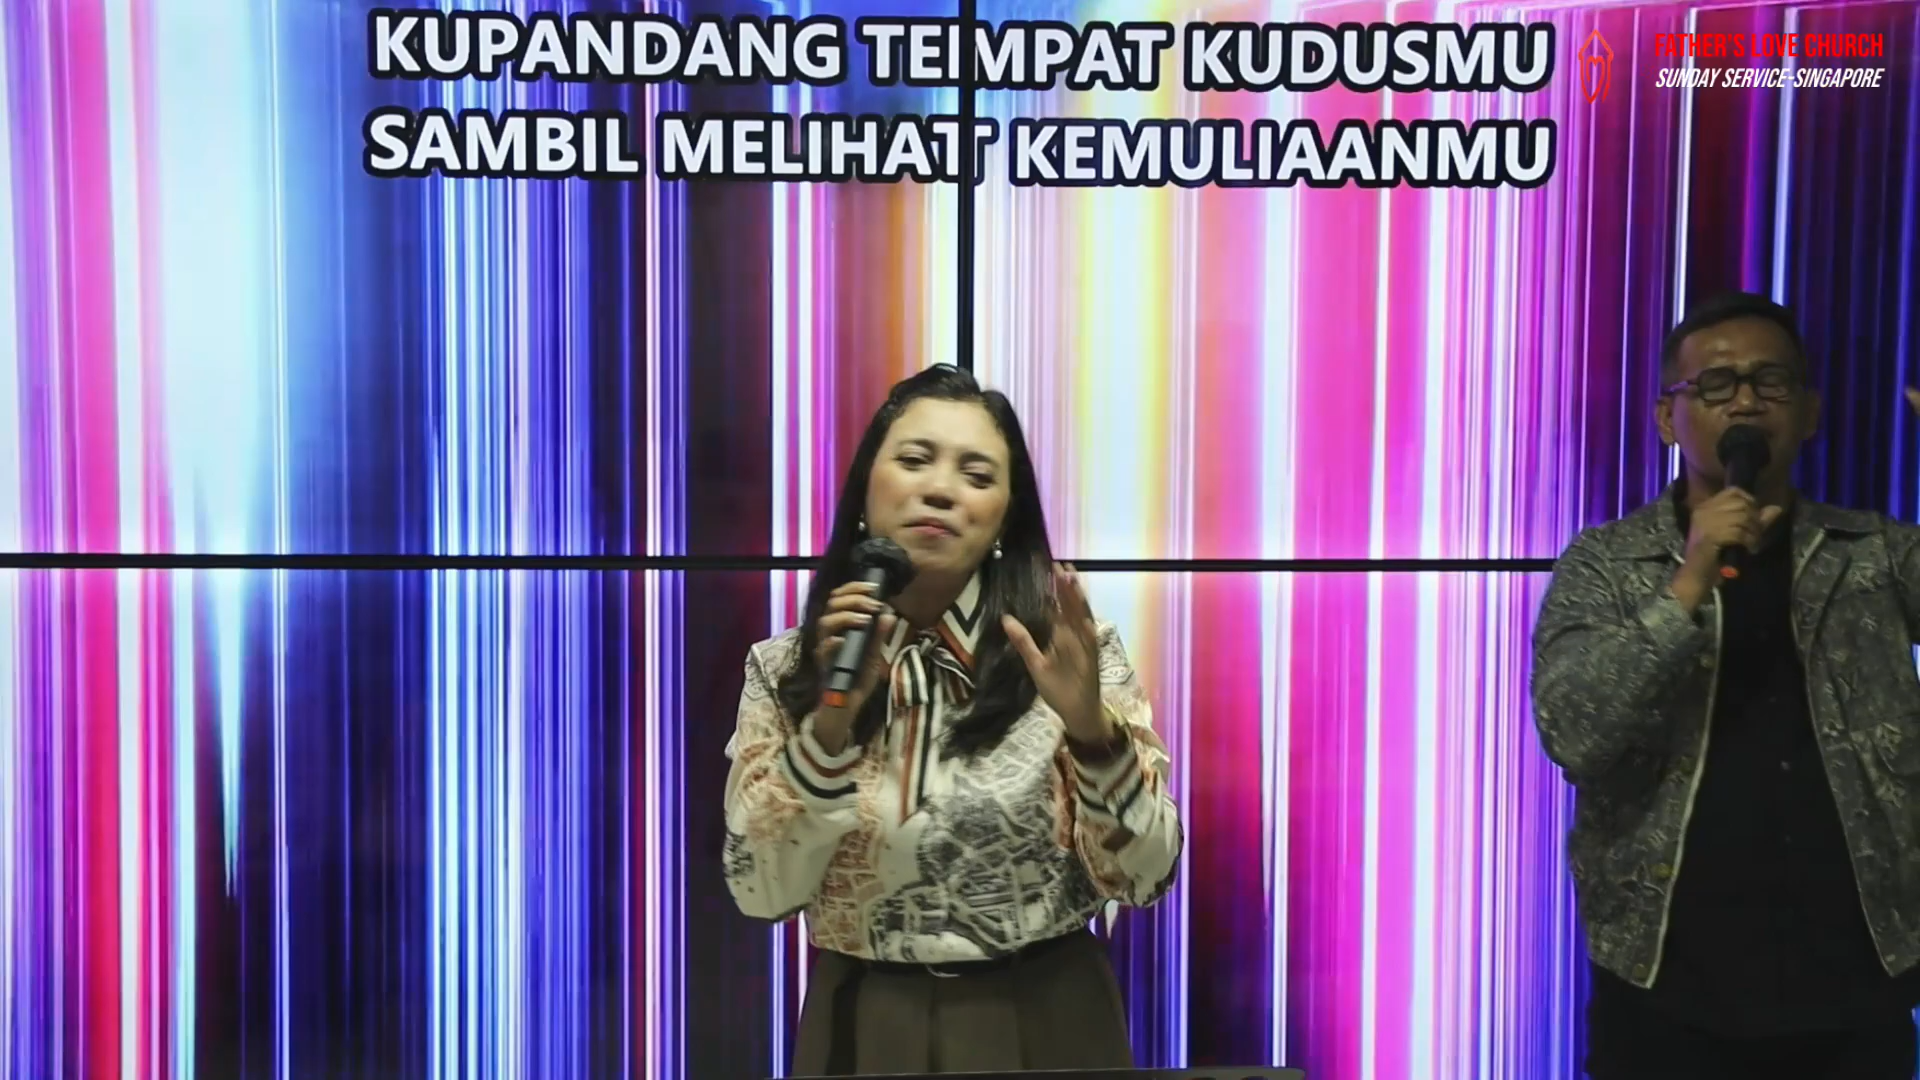 KUPANDANG TEMPAT KUDUSMU
SAMBIL MELIHAT KEMULIAANMU
FATHER'S LOVE CHURCH
SUNDAY SERVICE-SINGAPORE